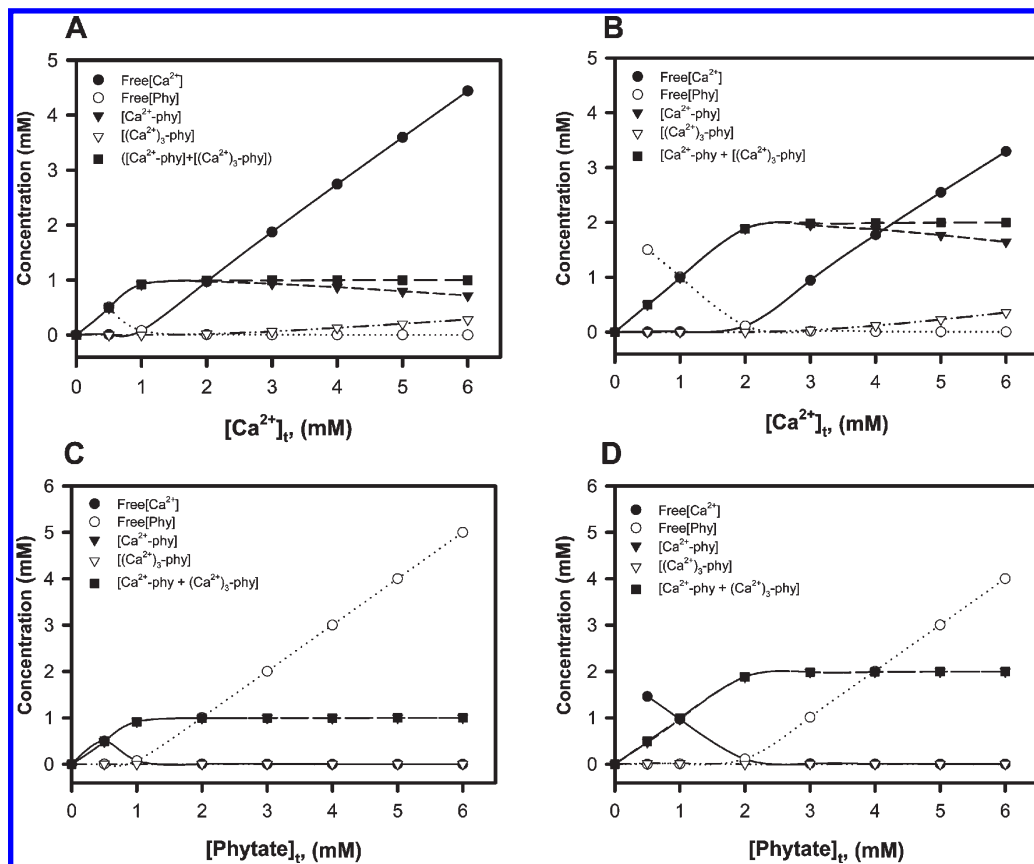 A
5
4
3
2
1
0
Concentration (mM)
Free[Ca²⁺]
Free[Phy]
[Ca²⁺-phy]
[(Ca²⁺)₃-phy]
([Ca²⁺-phy]+[(Ca²⁺)₃-phy])
0 1 2 3 4 5 6
[Ca²⁺]ₜ, (mM)
B
5
4
3
2
1
0
Concentration (mM)
Free[Ca²⁺]
Free[Phy]
[Ca²⁺-phy]
[(Ca²⁺)₃-phy]
[Ca²⁺-phy + [(Ca²⁺)₃-phy]
0 1 2 3 4 5 6
[Ca²⁺]ₜ, (mM)
C
6
5
4
3
2
1
0
Concentration (mM)
Free[Ca²⁺]
Free[Phy]
[Ca²⁺-phy]
[(Ca²⁺)₃-phy]
[Ca²⁺-phy + (Ca²⁺)₃-phy]
0 1 2 3 4 5 6
[Phytate]ₜ, (mM)
D
6
5
4
3
2
1
0
Concentration (mM)
Free[Ca²⁺]
Free[Phy]
[Ca²⁺-phy]
[(Ca²⁺)₃-phy]
[Ca²⁺-phy + (Ca²⁺)₃-phy]
0 1 2 3 4 5 6
[Phytate]ₜ, (mM)